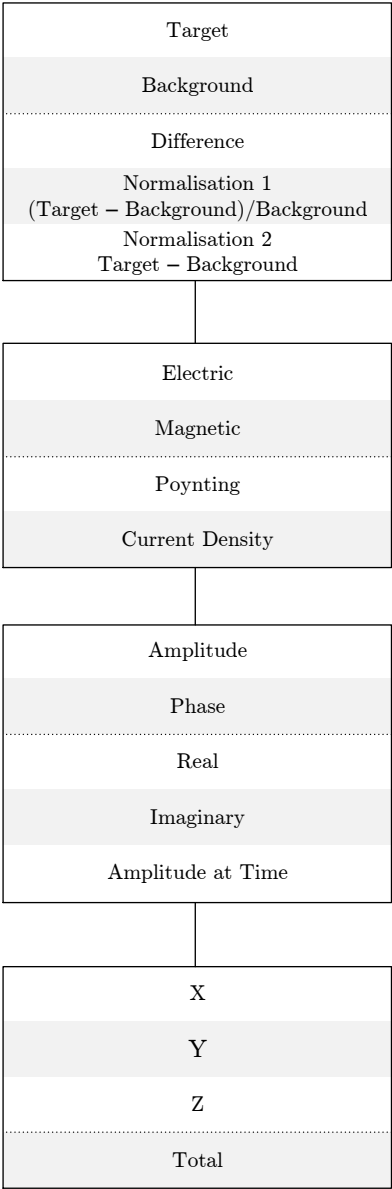 Target
Background
Difference
Normalisation 1
(Target – Background)/Background
Normalisation 2
Target – Background
Electric
Magnetic
Poynting
Current Density
Amplitude
Phase
Real
Imaginary
Amplitude at Time
X
Y
Z
Total